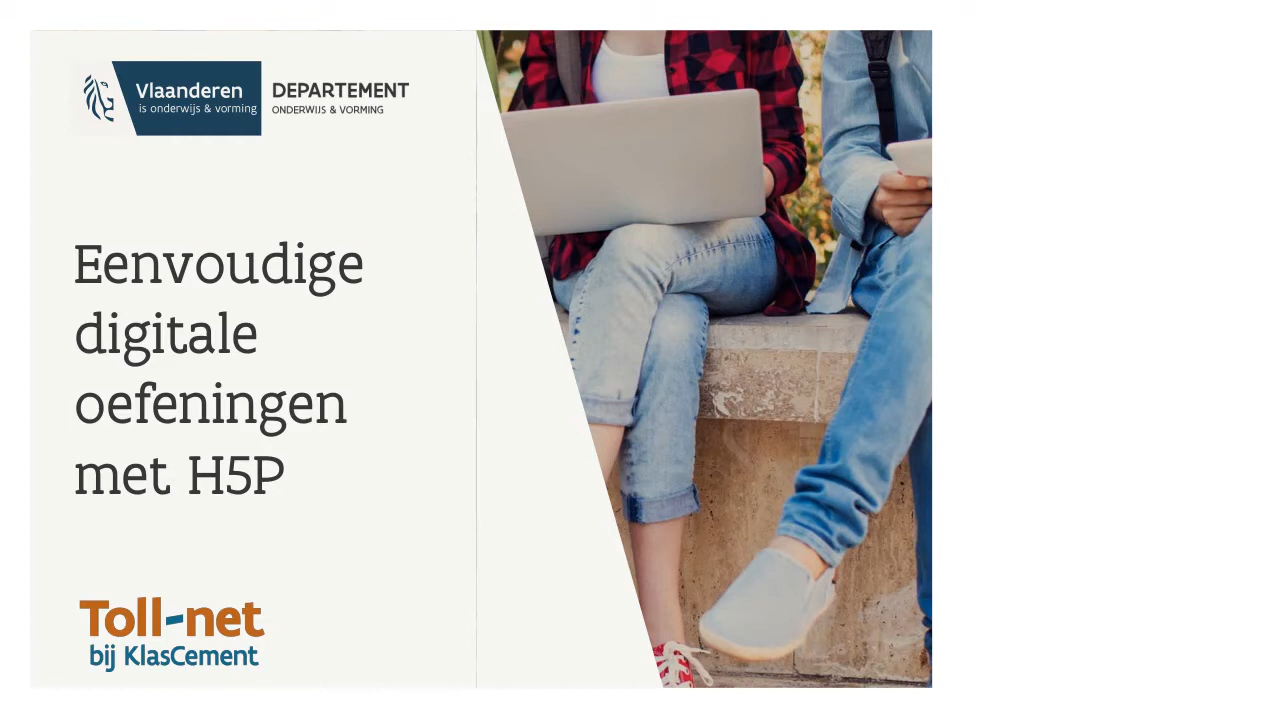 Vlaanderen
is onderwijs & vorming
DEPARTEMENT
ONDERWIJS & VORMING
Eenvoudige
digitale
oefeningen
met H5P
Toll-net
bij KlasCement